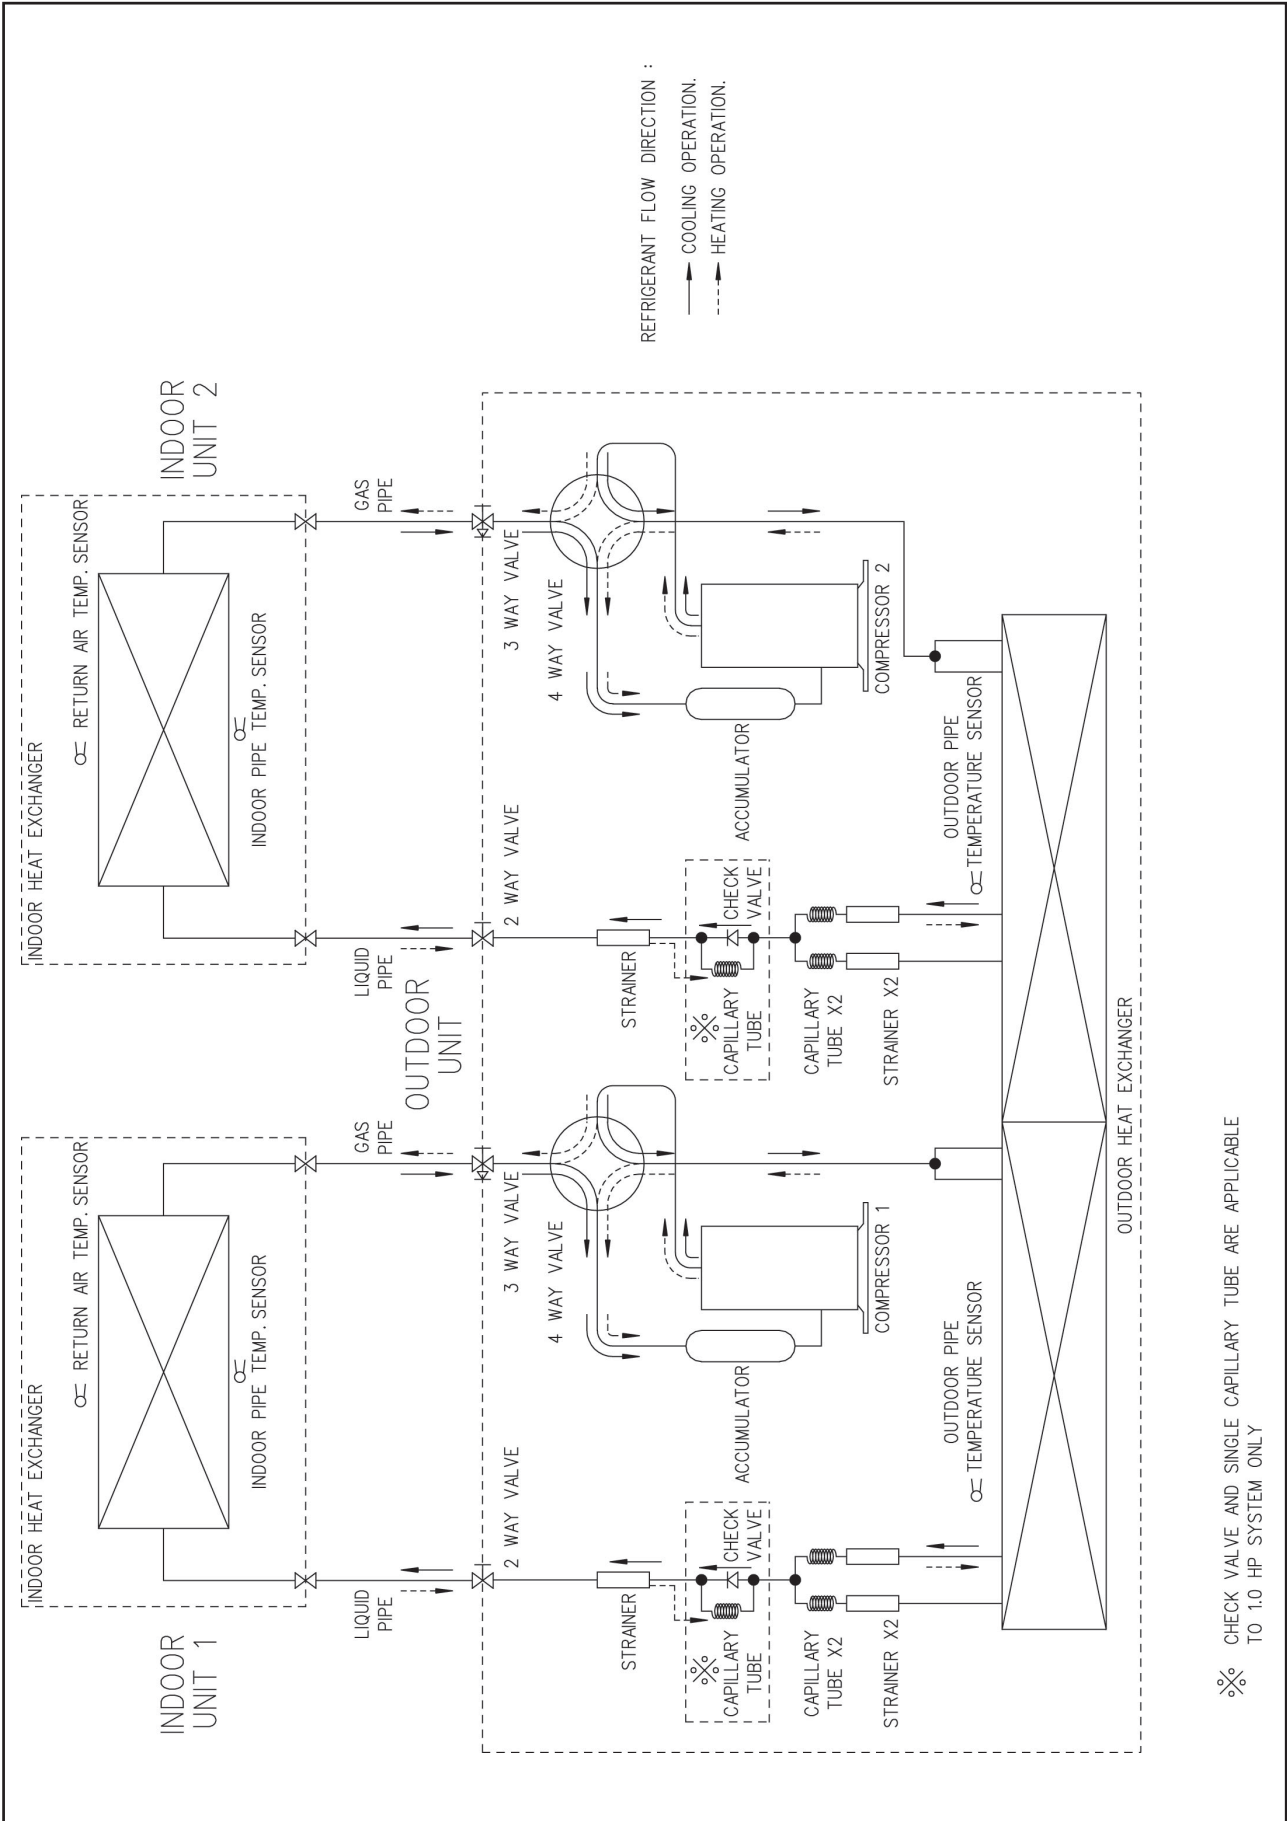 INDOOR
UNIT 1
INDOOR HEAT EXCHANGER
RETURN AIR TEMP. SENSOR
INDOOR PIPE TEMP. SENSOR
LIQUID
PIPE
GAS
PIPE
INDOOR
UNIT 2
INDOOR HEAT EXCHANGER
RETURN AIR TEMP. SENSOR
INDOOR PIPE TEMP. SENSOR
LIQUID
PIPE
GAS
PIPE
OUTDOOR
UNIT
2 WAY VALVE
3 WAY VALVE
4 WAY VALVE
STRAINER
※
CAPILLARY
TUBE
CHECK
VALVE
ACCUMULATOR
CAPILLARY
TUBE X2
STRAINER X2
COMPRESSOR 1
OUTDOOR PIPE
TEMPERATURE SENSOR
2 WAY VALVE
3 WAY VALVE
4 WAY VALVE
STRAINER
※
CAPILLARY
TUBE
CHECK
VALVE
ACCUMULATOR
CAPILLARY
TUBE X2
STRAINER X2
COMPRESSOR 2
OUTDOOR PIPE
TEMPERATURE SENSOR
OUTDOOR HEAT EXCHANGER
REFRIGERANT FLOW DIRECTION :
COOLING OPERATION.
HEATING OPERATION.
※ CHECK VALVE AND SINGLE CAPILLARY TUBE ARE APPLICABLE
TO 1.0 HP SYSTEM ONLY